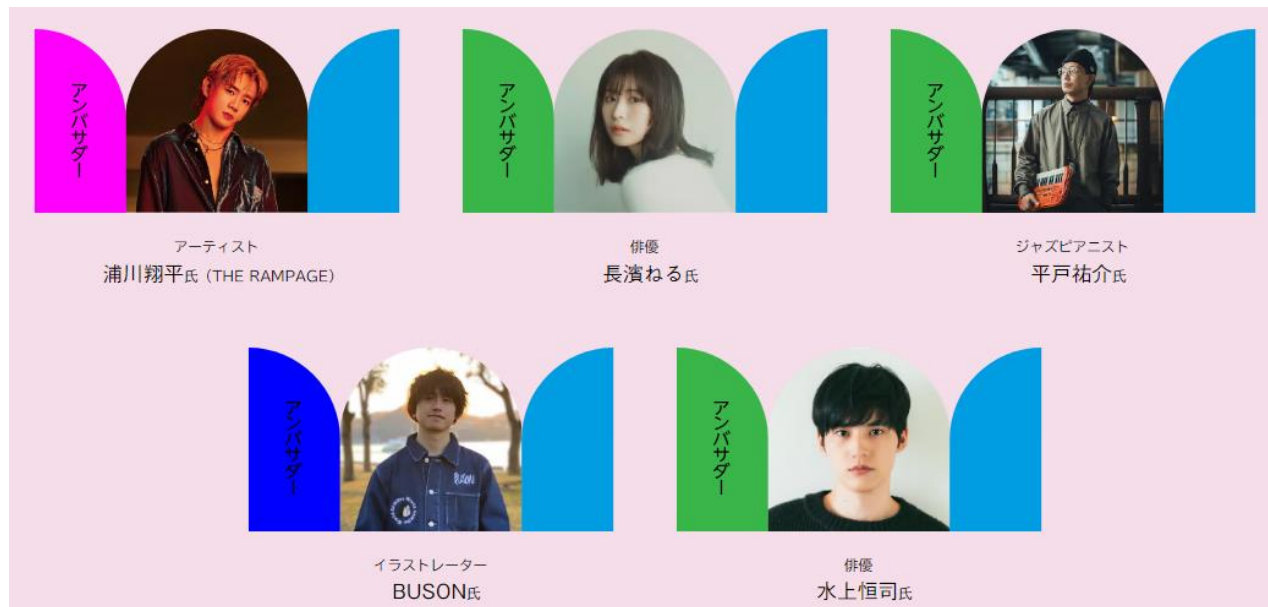 アンバサダー
アーティスト
浦川翔平氏（THE RAMPAGE）
アンバサダー
俳優
長濱ねる氏
アンバサダー
ジャズピアニスト
平戸祐介氏
アンバサダー
BUSON
イラストレーター
BUSON氏
アンバサダー
俳優
水上恒司氏